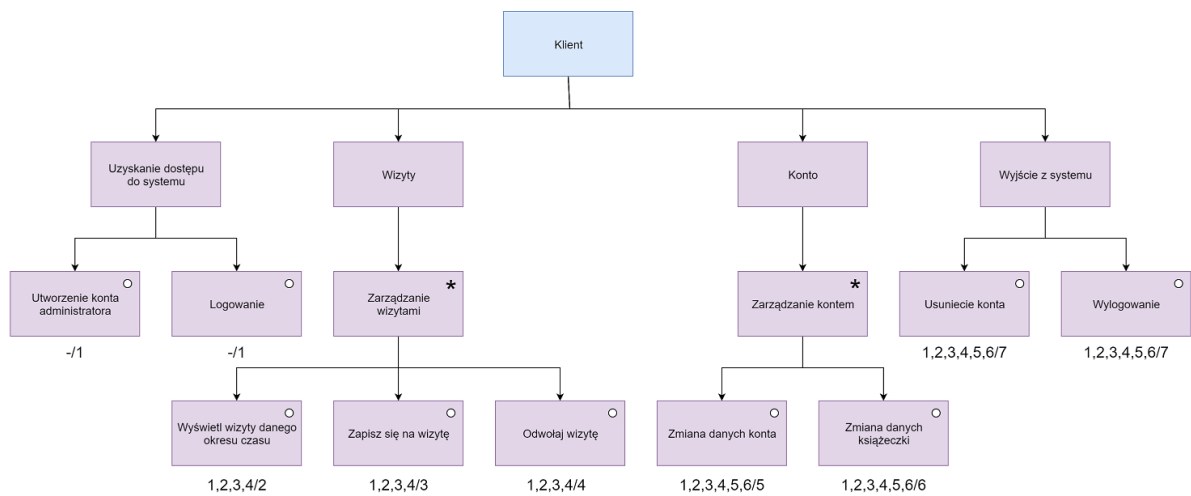 Klient
Uzyskanie dostępu
do systemu
Wizyty
Konto
Wyjście z systemu
Utworzenie konta
administratora
Logowanie
Zarządzanie
wizytami
*
Zarządzanie kontem
*
Usuniecie konta
Wylogowanie
-/1
-/1
1,2,3,4,5,6/7
1,2,3,4,5,6/7
Wyświetl wizyty danego
okresu czasu
Zapisz się na wizytę
Odwołaj wizytę
Zmiana danych konta
Zmiana danych
książeczki
1,2,3,4/2
1,2,3,4/3
1,2,3,4/4
1,2,3,4,5,6/5
1,2,3,4,5,6/6